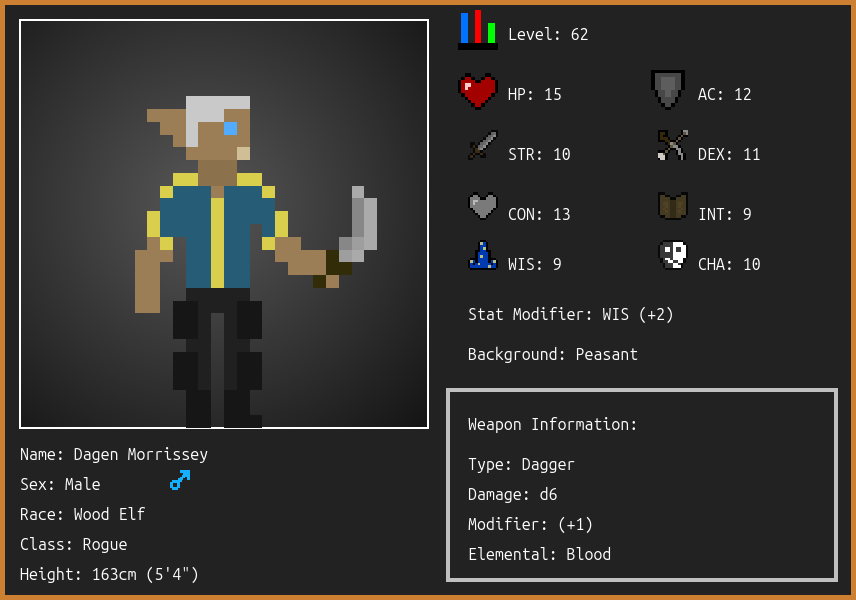 Level: 62
HP: 15
AC: 12
STR: 10
DEX: 11
CON: 13
INT: 9
WIS: 9
CHA: 10
Stat Modifier: WIS (+2)
Background: Peasant
Weapon Information:
Type: Dagger
Damage: d6
Modifier: (+1)
Elemental: Blood
Name: Dagen Morrissey
Sex: Male
Race: Wood Elf
Class: Rogue
Height: 163cm (5'4")